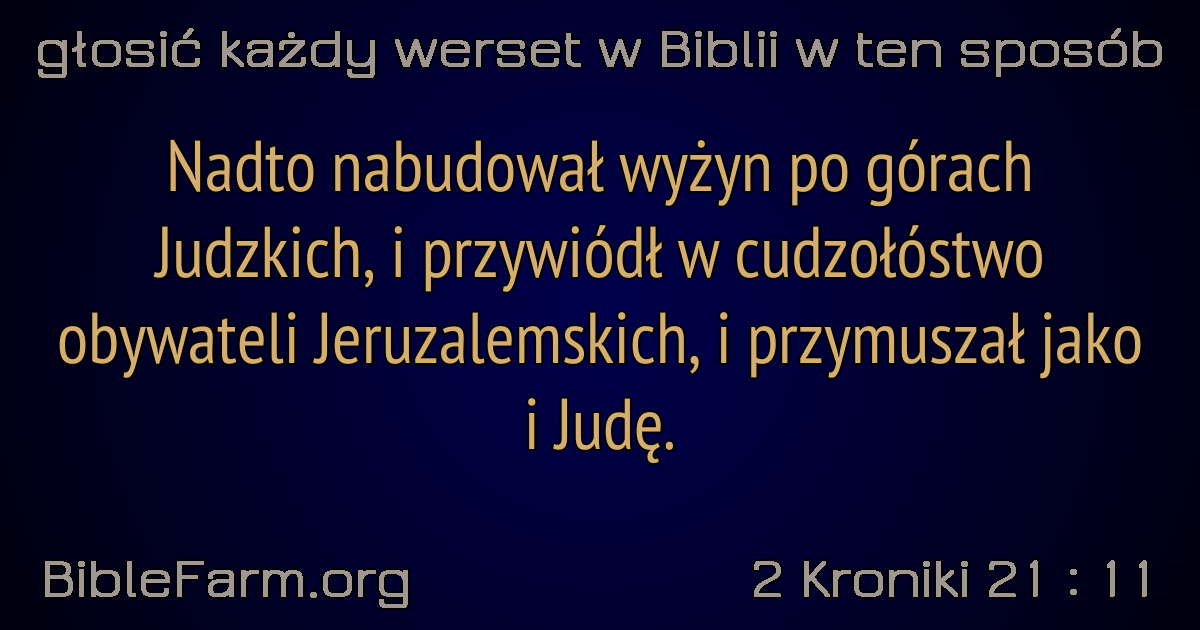 głosić każdy werset w Biblii w ten sposób
Nadto nabudował wyżyn po górach
Judzkich, i przywiódł w cudzołóstwo
obywateli Jeruzalemskich, i przymuszał jako
i Judę.
BibleFarm.org
2 Kroniki 21 : 11